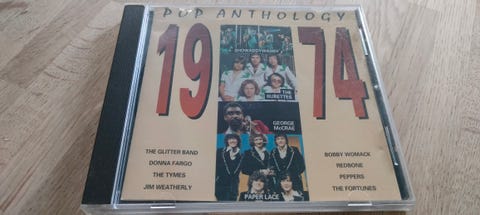 POP ANTHOLOGY
19 74
SHOWADDYWADDY
THE
RUBETTES
GEORGE
McCRAE
THE GLITTER BAND
DONNA FARGO
THE TYMES
JIM WEATHERLY
BOBBY WOMACK
REDBONE
PEPPERS
THE FORTUNES
PAPER LACE